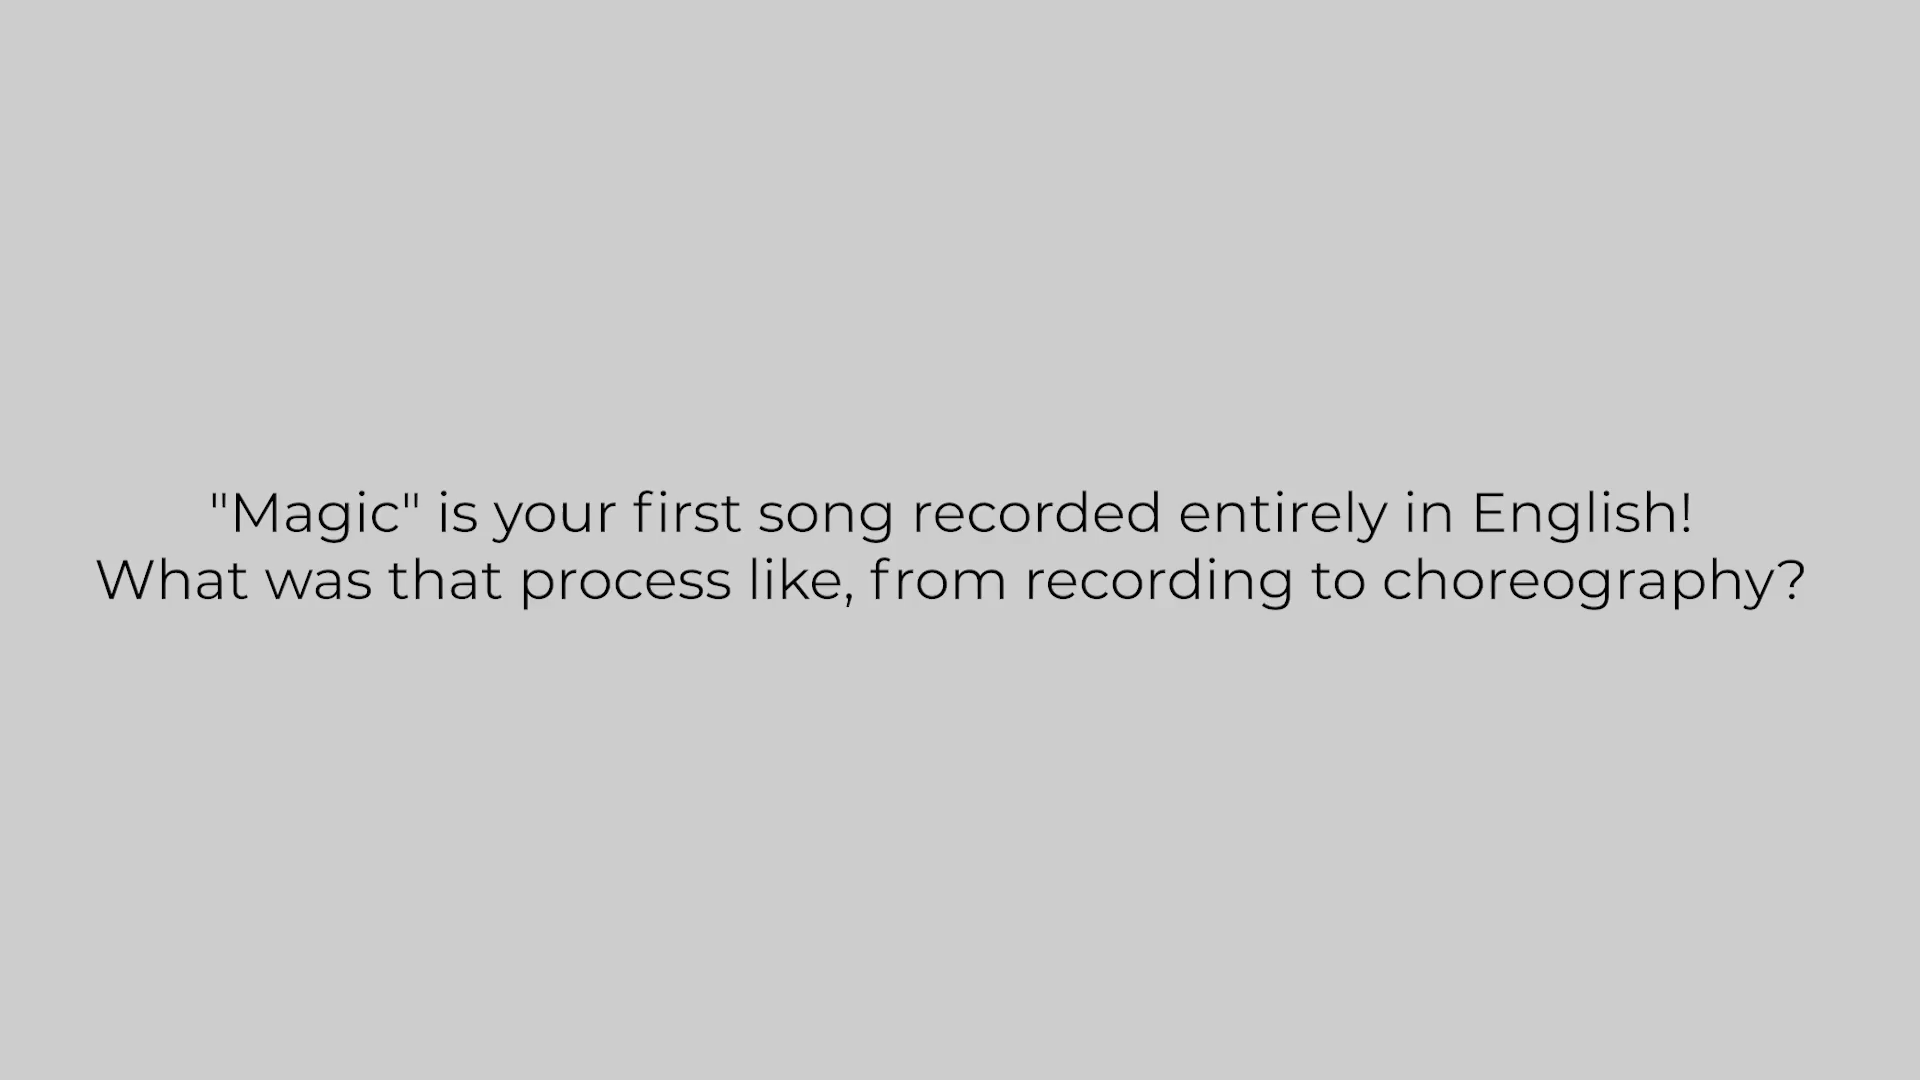 "Magic" is your first song recorded entirely in English!
What was that process like, from recording to choreography?